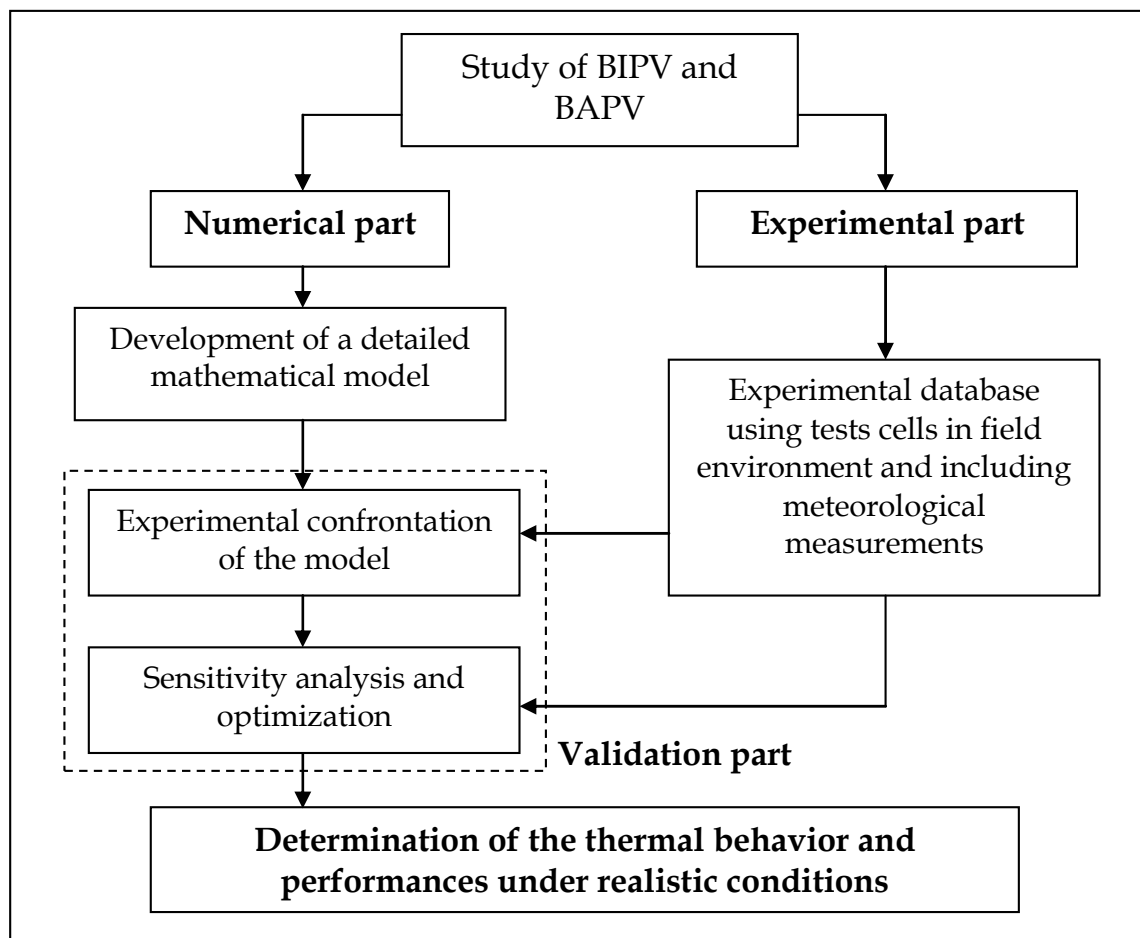 Study of BIPV and
BAPV
Numerical part
Experimental part
Development of a detailed
mathematical model
Experimental database
using tests cells in field
environment and including
meteorological
measurements
Experimental confrontation
of the model
Sensitivity analysis and
optimization
Validation part
Determination of the thermal behavior and
performances under realistic conditions